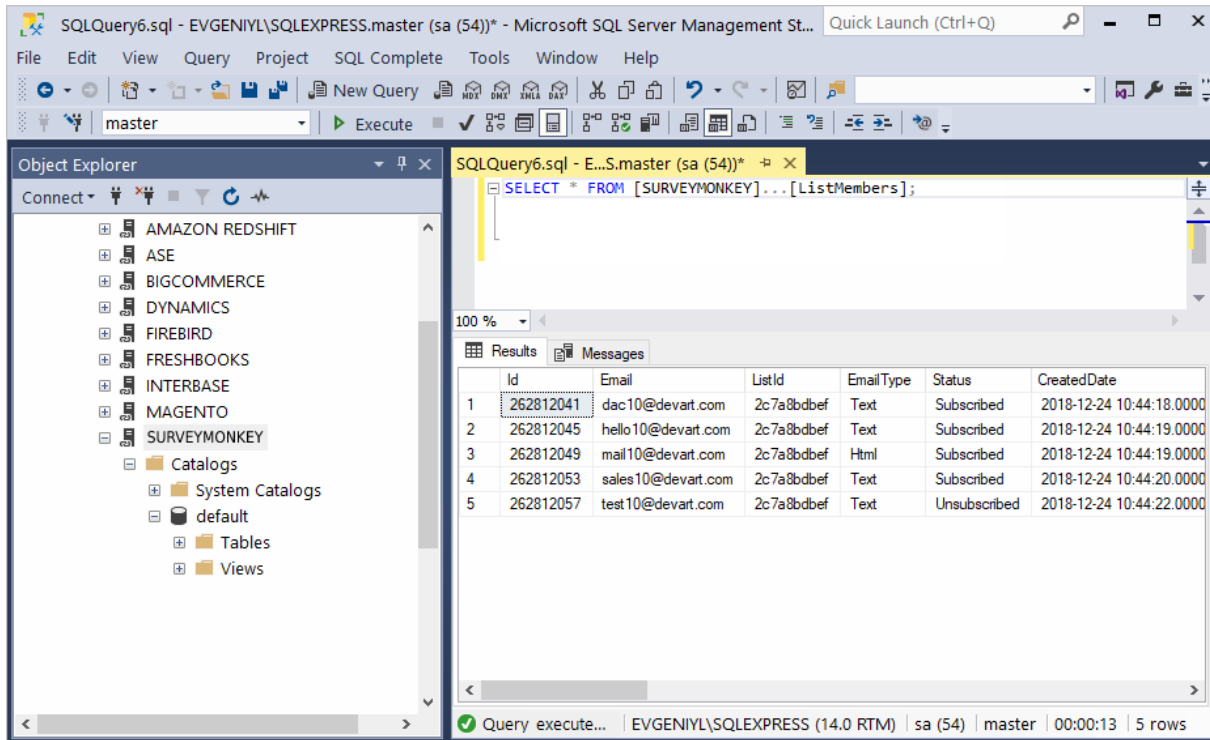 SQLQuery6.sql - EVGENIYL\SQLEXPRESS.master (sa (54))* - Microsoft SQL Server Management St... Quick Launch (Ctrl+Q)
File Edit View Query Project SQL Complete Tools Window Help
New Query MDX DMX XMLA DAX
master Execute
Object Explorer
Connect
AMAZON REDSHIFT
ASE
BIGCOMMERCE
DYNAMICS
FIREBIRD
FRESHBOOKS
INTERBASE
MAGENTO
SURVEYMONKEY
Catalogs
System Catalogs
default
Tables
Views
SQLQuery6.sql - E...S.master (sa (54))*
SELECT * FROM [SURVEYMONKEY]...[ListMembers];
100 %
Results Messages
Id Email ListId EmailType Status CreatedDate
1 262812041 dac10@devart.com 2c7a8bdbef Text Subscribed 2018-12-24 10:44:18.0000
2 262812045 hello10@devart.com 2c7a8bdbef Text Subscribed 2018-12-24 10:44:19.0000
3 262812049 mail10@devart.com 2c7a8bdbef Html Subscribed 2018-12-24 10:44:19.0000
4 262812053 sales10@devart.com 2c7a8bdbef Text Subscribed 2018-12-24 10:44:20.0000
5 262812057 test10@devart.com 2c7a8bdbef Text Unsubscribed 2018-12-24 10:44:22.0000
Query execute... EVGENIYL\SQLEXPRESS (14.0 RTM) sa (54) master 00:00:13 5 rows